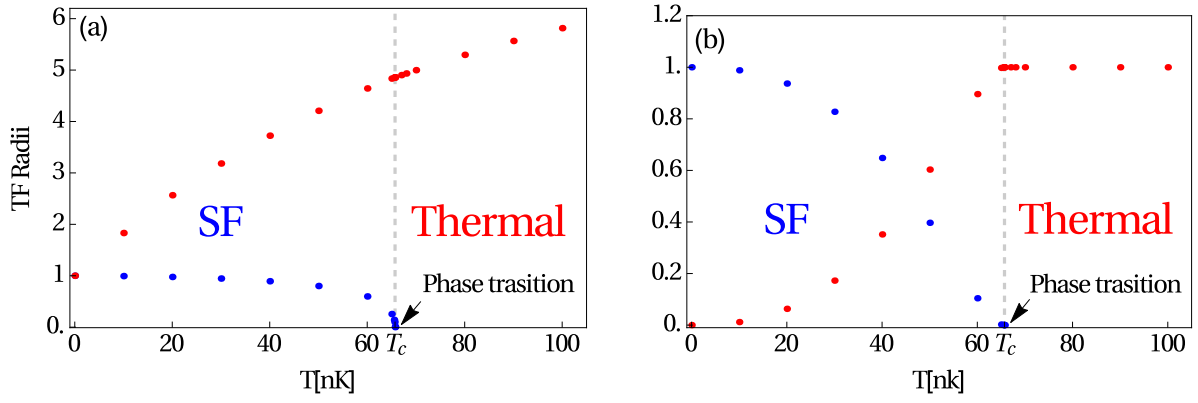 (a)
6
5
4
3
2
1
0.
TF Radii
SF
Thermal
Phase trasition
0
20
40
60
Tc
80
100
T[nK]
(b)
1.2
1.
0.8
0.6
0.4
0.2
0.
SF
Thermal
Phase trasition
0
20
40
60
Tc
80
100
T[nk]